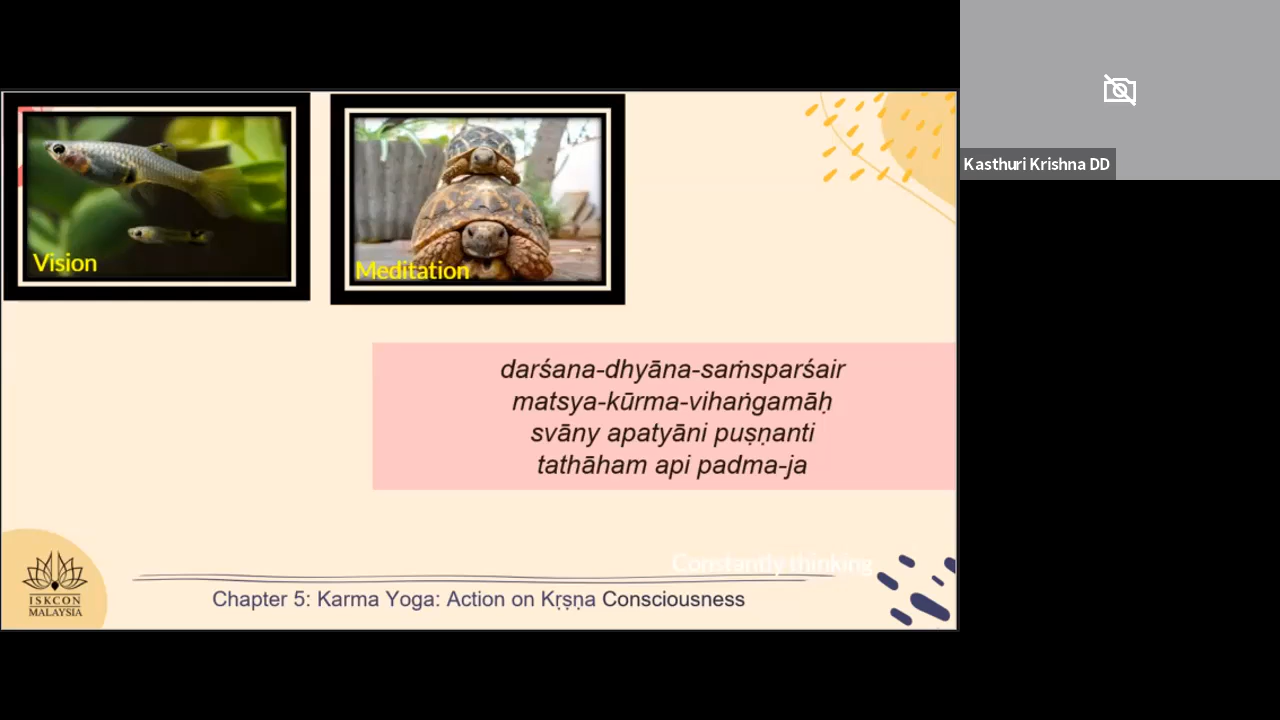 Kasthuri Krishna DD
Vision
Meditation
darśana-dhyāna-saṁsparśair
matsya-kūrma-vihaṅgamāḥ
svāny apatyāni puṣṇanti
tathāham api padma-ja
Constantly thinking
ISKCON
MALAYSIA
Chapter 5: Karma Yoga: Action on Kṛṣṇa Consciousness